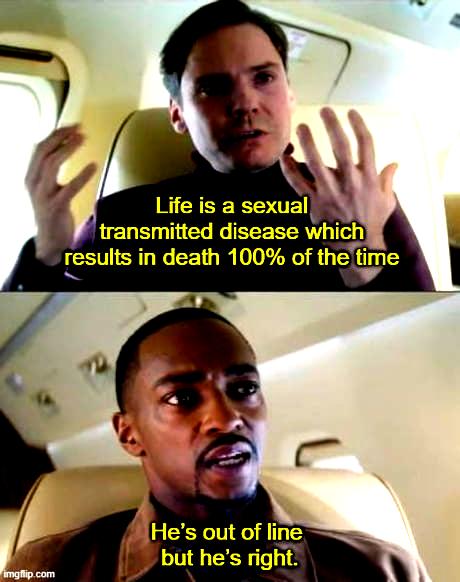 Life is a sexual
transmitted disease which
results in death 100% of the time
He's out of line
but he's right.
imgflip.com